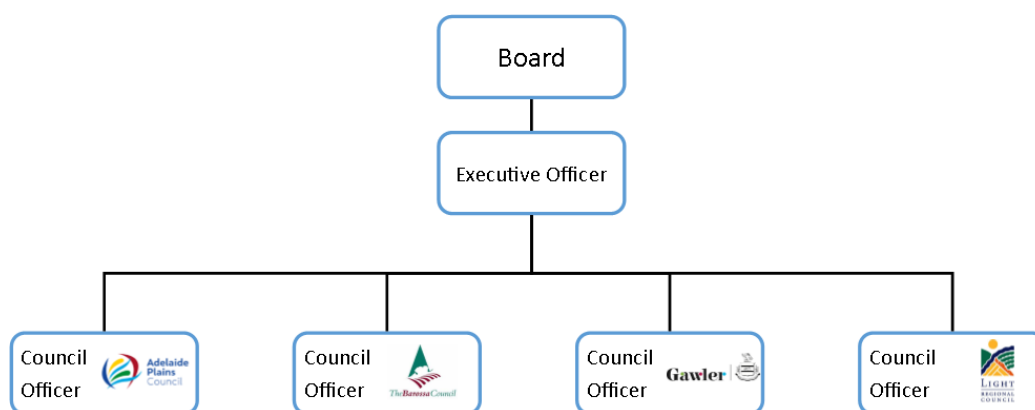 Board
Executive Officer
Council
Officer
Adelaide
Plains
Council
Council
Officer
The Barossa Council
Council
Officer
Gawler
Council
Officer
LIGHT
REGIONAL
COUNCIL